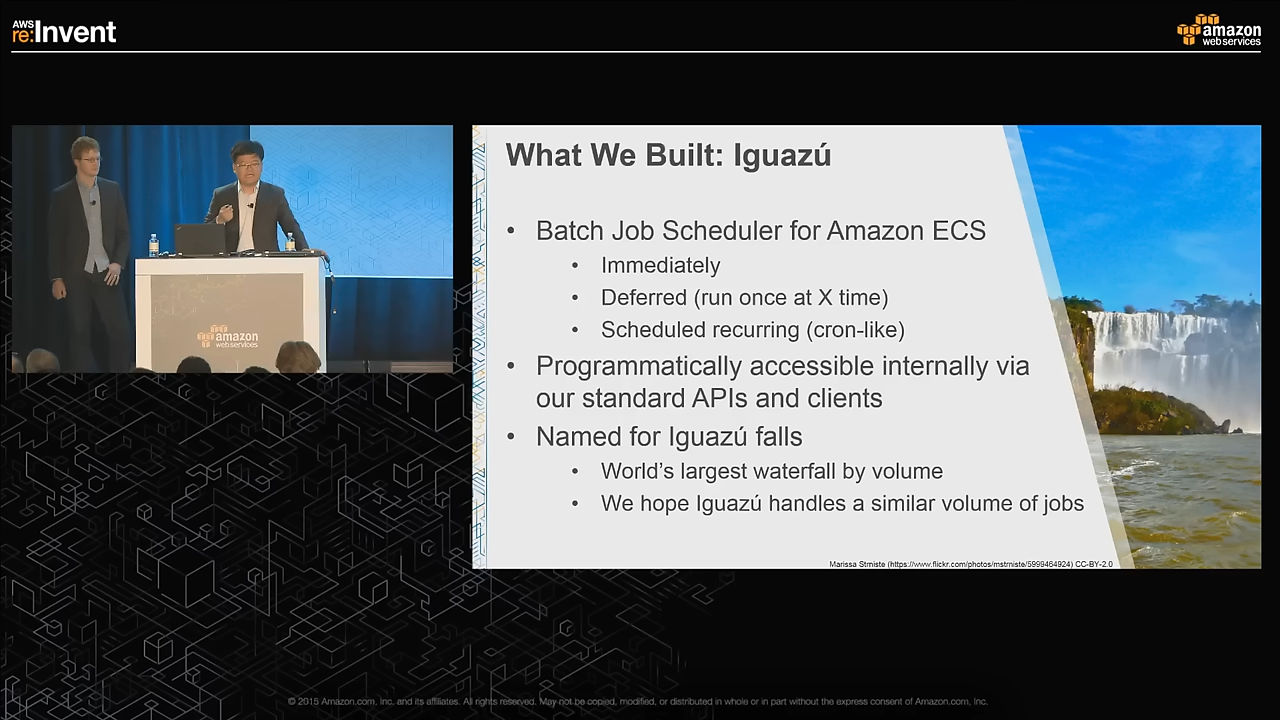 AWS
re:Invent
amazon
webservices
amazon
webservices
What We Built: Iguazú
• Batch Job Scheduler for Amazon ECS
• Immediately
• Deferred (run once at X time)
• Scheduled recurring (cron-like)
• Programmatically accessible internally via
our standard APIs and clients
• Named for Iguazú falls
• World's largest waterfall by volume
• We hope Iguazú handles a similar volume of jobs
Marissa Strniste (https://www.flickr.com/photos/mstrniste/5999464924) CC-BY-2.0
© 2015 Amazon.com, Inc. and its affiliates. All rights reserved. May not be copied, modified, or distributed in whole or in part without the express consent of Amazon.com, Inc.